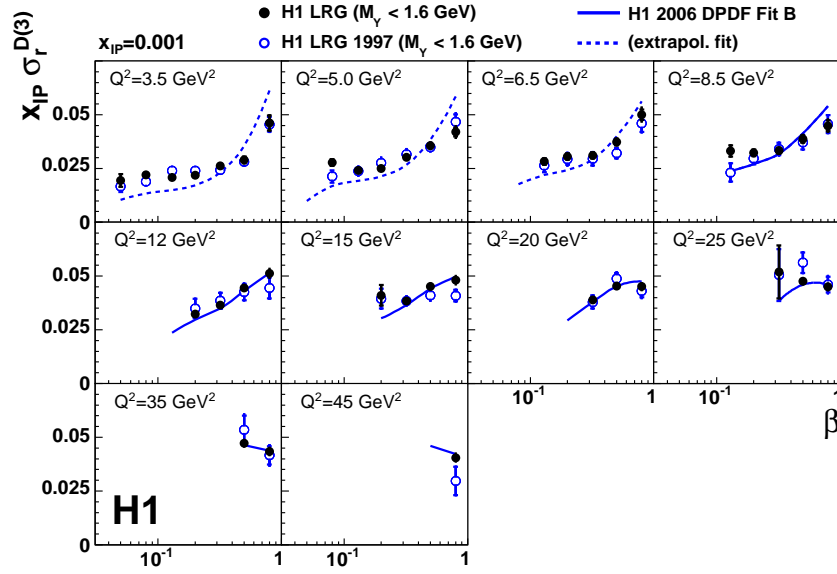 H1 LRG (M_Y < 1.6 GeV)
H1 2006 DPDF Fit B
x_IP=0.001
H1 LRG 1997 (M_Y < 1.6 GeV)
(extrapol. fit)
x_IP σ_r^D(3)
Q²=3.5 GeV²
Q²=5.0 GeV²
Q²=6.5 GeV²
Q²=8.5 GeV²
0.05
0.025
0
Q²=12 GeV²
Q²=15 GeV²
Q²=20 GeV²
Q²=25 GeV²
0.05
0.025
0
10⁻¹
1
10⁻¹
1
Q²=35 GeV²
Q²=45 GeV²
β
0.05
0.025
H1
0
10⁻¹
1
10⁻¹
1